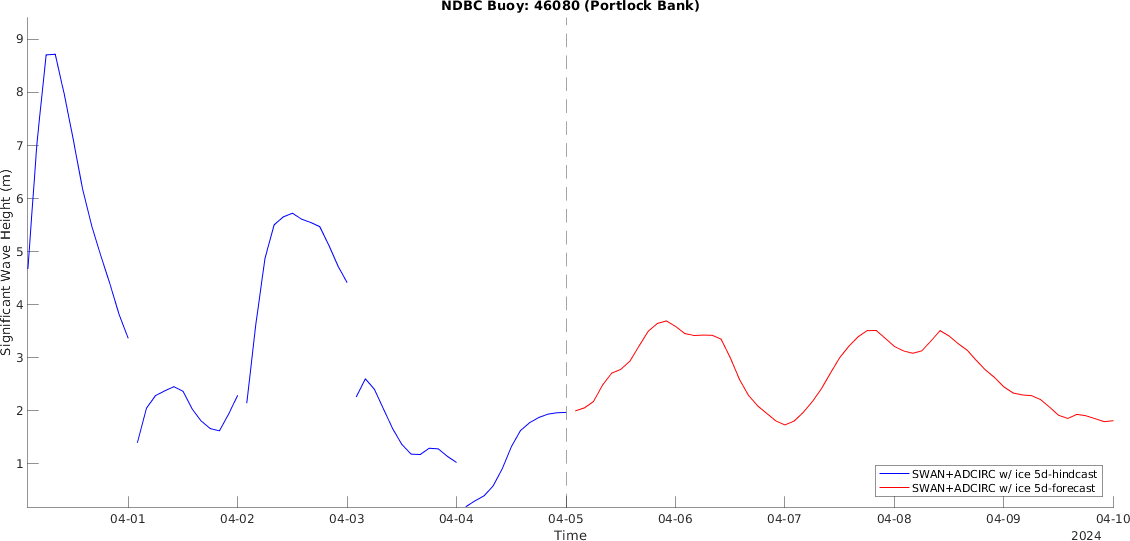 NDBC Buoy: 46080 (Portlock Bank)
Significant Wave Height (m)
9
8
7
6
5
4
3
2
1
SWAN+ADCIRC w/ ice 5d-hindcast
SWAN+ADCIRC w/ ice 5d-forecast
04-01 04-02 04-03 04-04 04-05 04-06 04-07 04-08 04-09 04-10
Time
2024